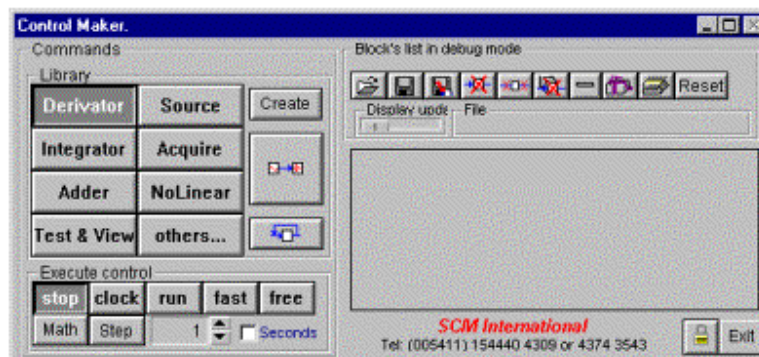 Control Maker.
Commands
Library
Derivator Source Create
Integrator Acquire
Adder NoLinear
Test & View others...
Execute control
stop clock run fast free
Math Step 1 Seconds
Block's list in debug mode
Reset
Display upda File
SCM International
Tel: (005411) 154440 4309 or 4374 3543
Exit